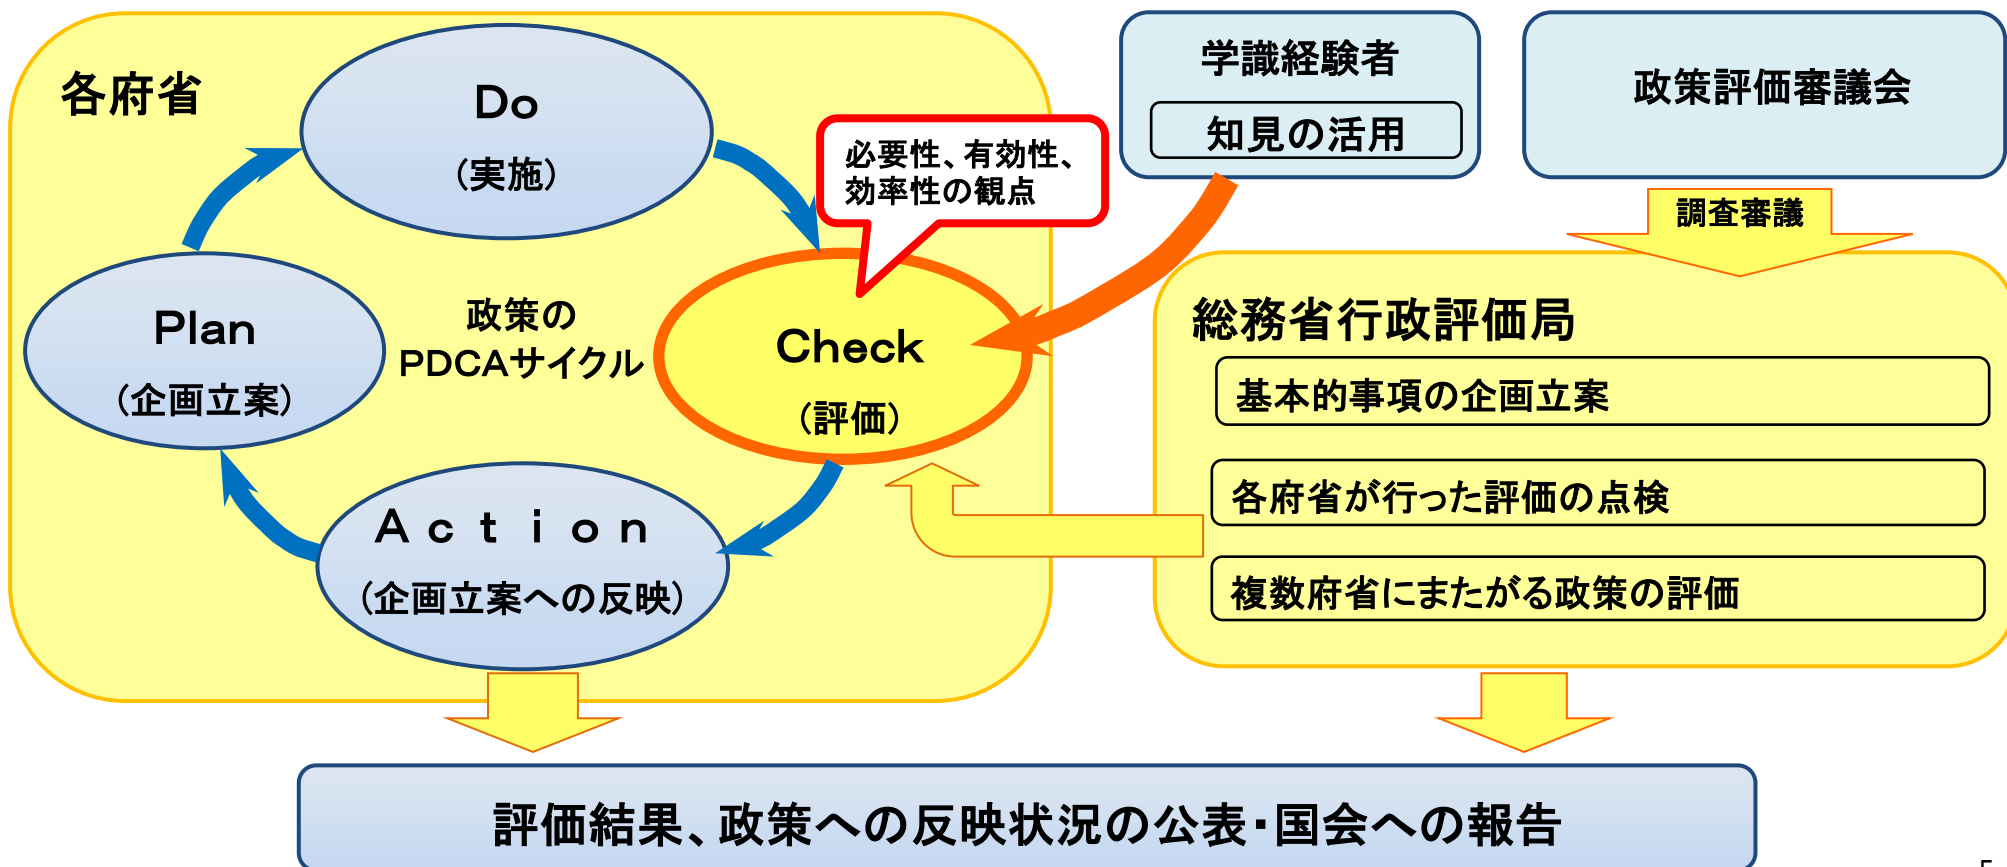 各府省
Do
(実施)
必要性、有効性、
効率性の観点
学識経験者
知見の活用
政策評価審議会
調査審議
Plan
(企画立案)
政策の
PDCAサイクル
Check
(評価)
Action
(企画立案への反映)
総務省行政評価局
基本的事項の企画立案
各府省が行った評価の点検
複数府省にまたがる政策の評価
評価結果、政策への反映状況の公表・国会への報告
5